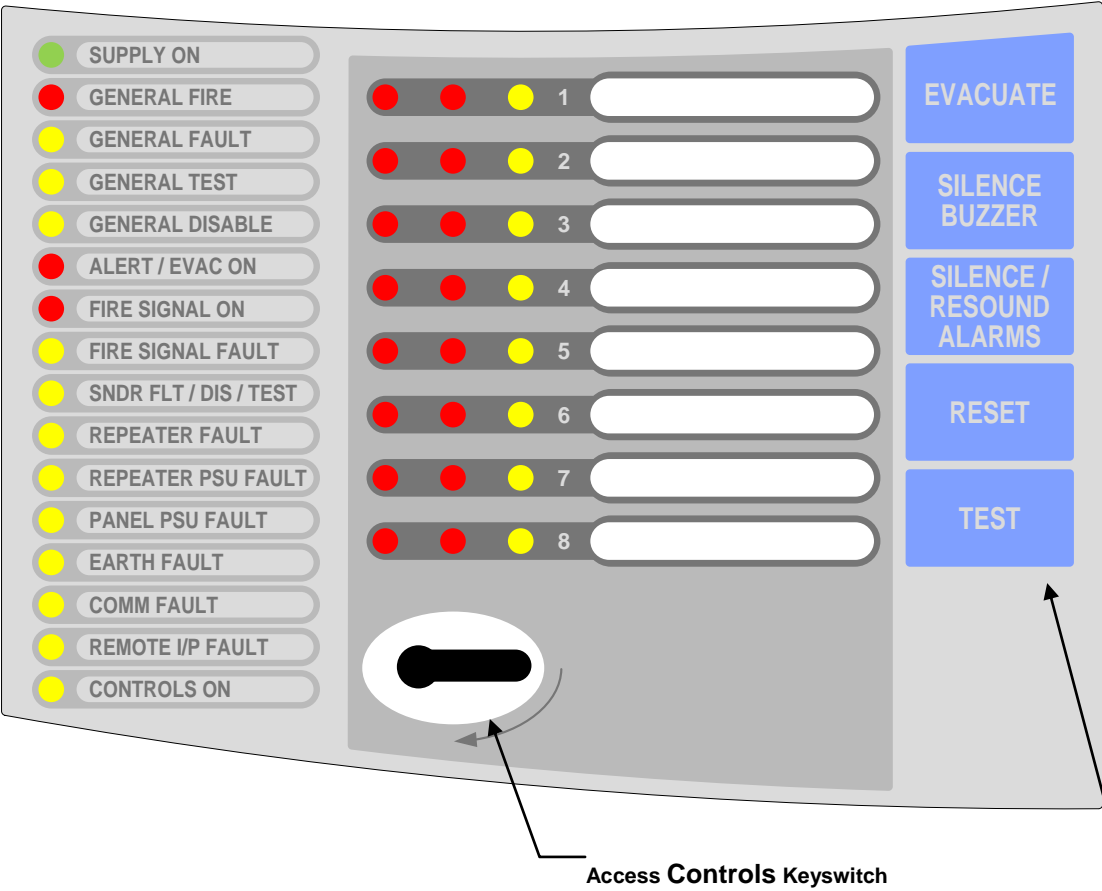 SUPPLY ON
GENERAL FIRE
GENERAL FAULT
GENERAL TEST
GENERAL DISABLE
ALERT / EVAC ON
FIRE SIGNAL ON
FIRE SIGNAL FAULT
SNDR FLT / DIS / TEST
REPEATER FAULT
REPEATER PSU FAULT
PANEL PSU FAULT
EARTH FAULT
COMM FAULT
REMOTE I/P FAULT
CONTROLS ON
1
2
3
4
5
6
7
8
EVACUATE
SILENCE
BUZZER
SILENCE /
RESOUND
ALARMS
RESET
TEST
Access Controls Keyswitch